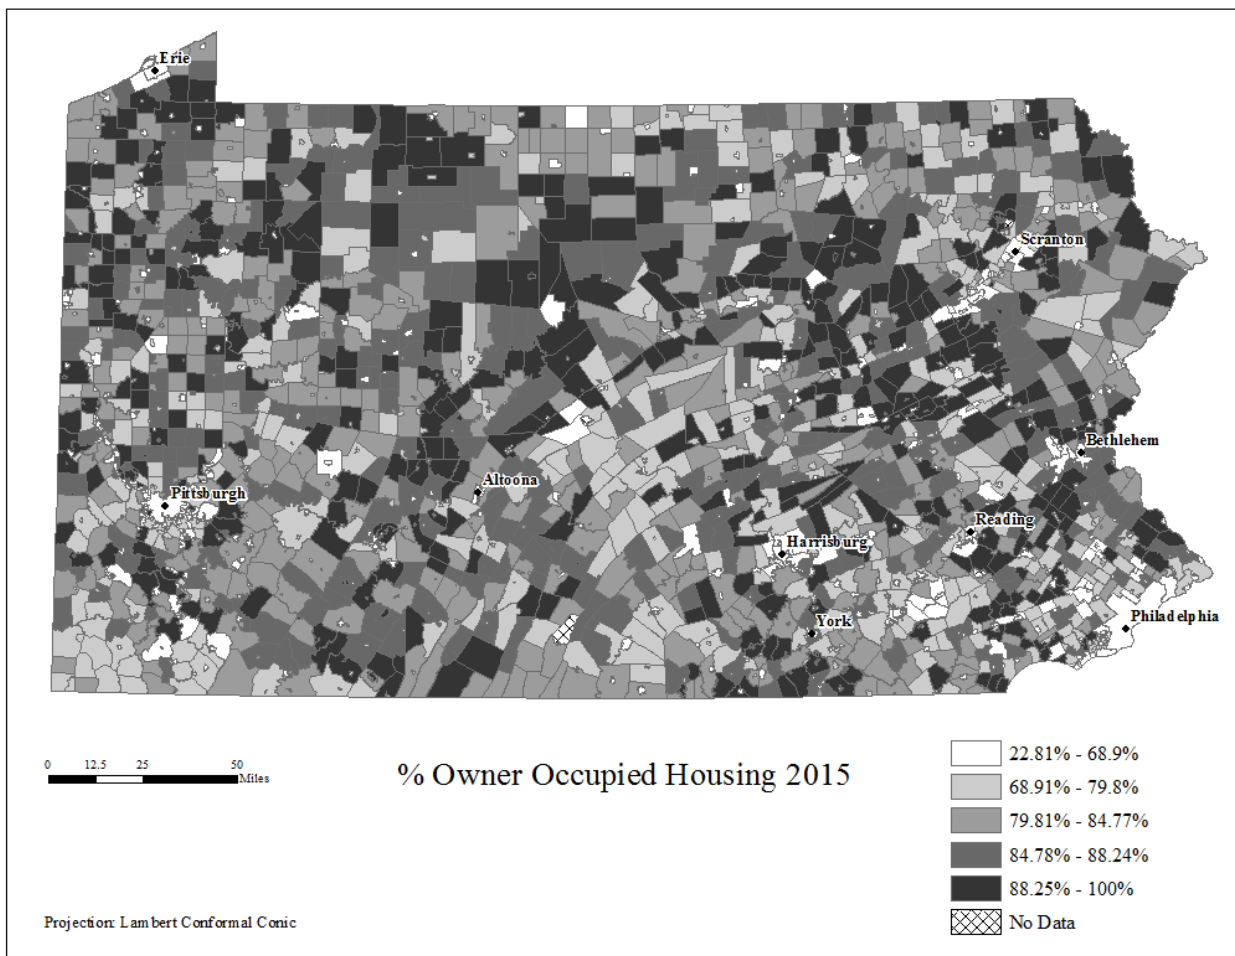 Erie
Scranton
Bethlehem
Altoona
Pittsburgh
Reading
Harrisburg
York
Philadelphia
0 12.5 25 50
Miles
% Owner Occupied Housing 2015
22.81% - 68.9%
68.91% - 79.8%
79.81% - 84.77%
84.78% - 88.24%
88.25% - 100%
No Data
Projection: Lambert Conformal Conic